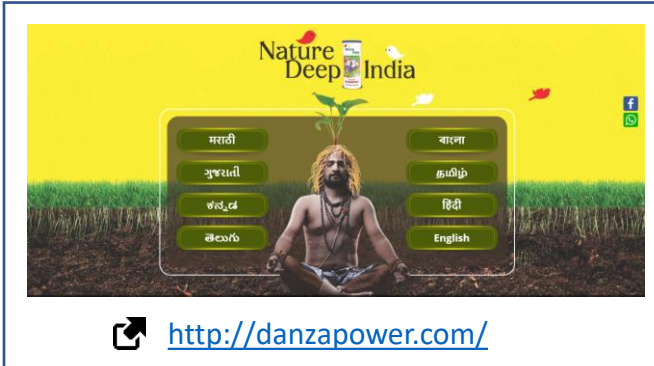 Nature
Deep India
मराठी
ગુજરાતી
ಕನ್ನಡ
తెలుగు
बाংলা
தமிழ்
हिंदी
English
http://danzapower.com/